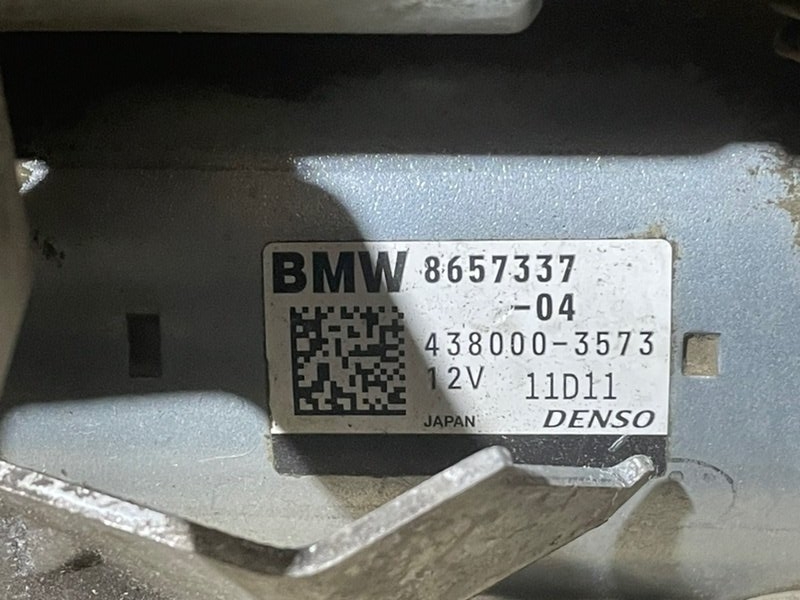 BMW 8657337
-04
438000-3573
12V 11D11
JAPAN DENSO